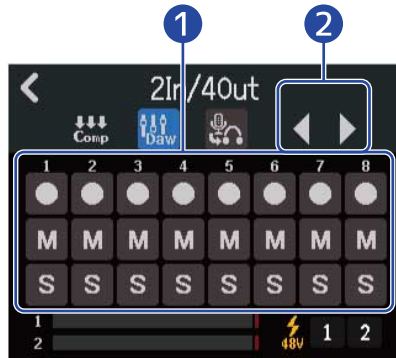 1 2
2In/4Out
Comp Daw
1 2 3 4 5 6 7 8
M M M M M M M M
S S S S S S S S
1
2
48V 1 2